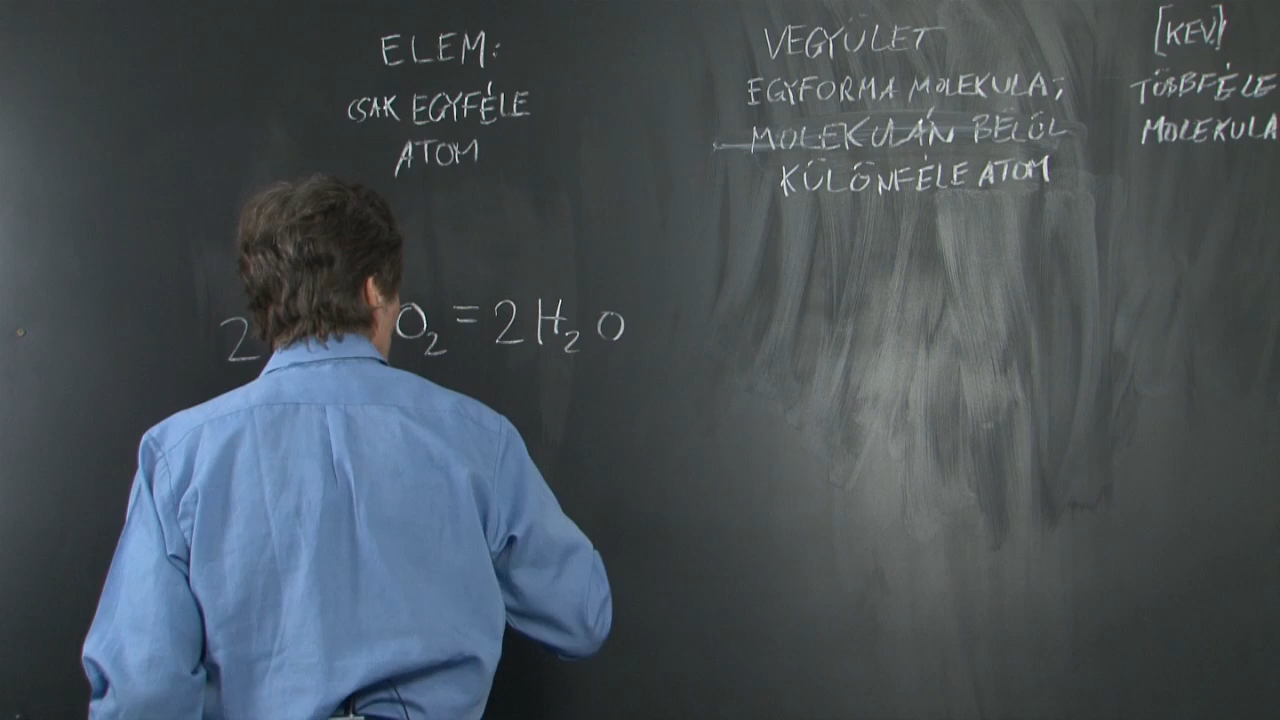 ELEM:
CSAK EGYFÉLE
ATOM
VEGYÜLET
EGYFORMA MOLEKULA;
MOLEKULÁN BELÜL
KÜLÖNFÉLE ATOM
[KEV.]
TÖBBFÉLE
MOLEKULA
2 O₂ = 2 H₂O